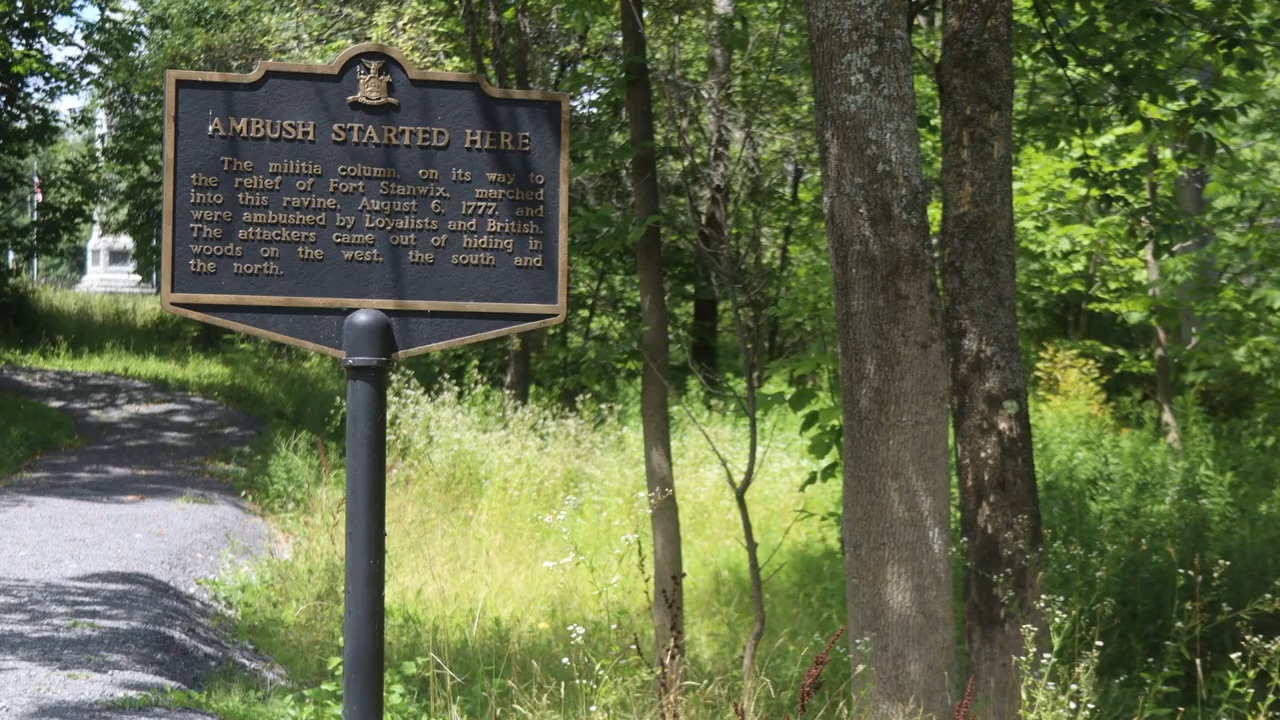 AMBUSH STARTED HERE
The militia column, on its way to
the relief of Fort Stanwix, marched
into this ravine, August 6, 1777, and
were ambushed by Loyalists and British.
The attackers came out of hiding in
woods on the west, the south and
the north.